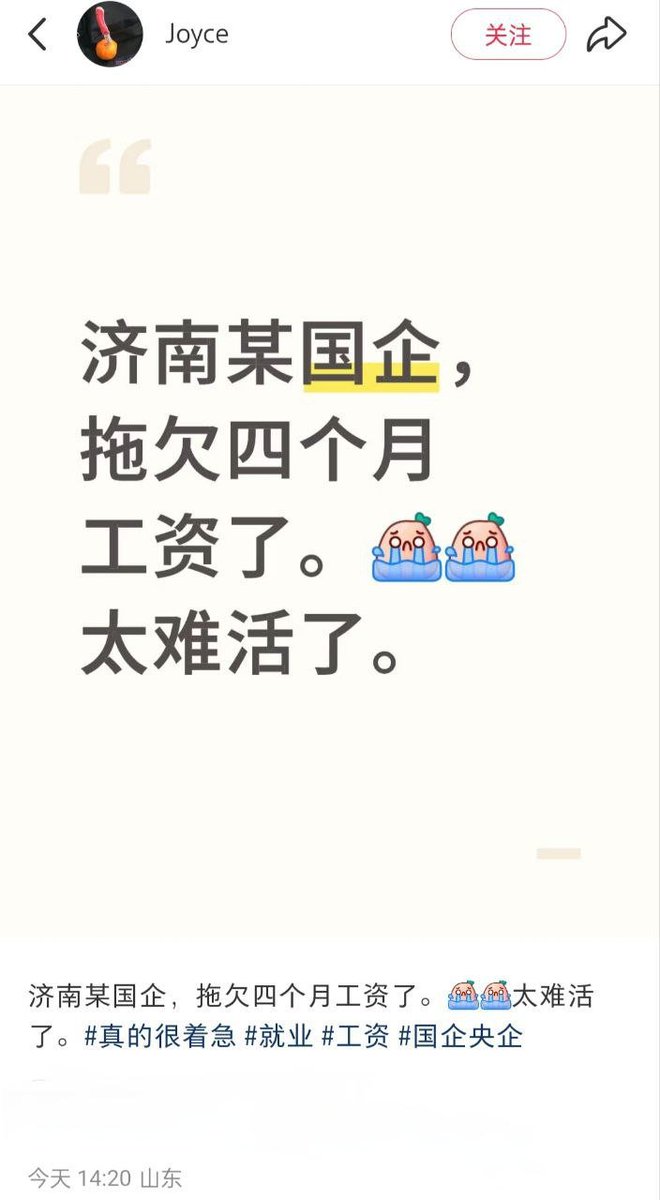 Joyce
关注
济南某国企，
拖欠四个月
工资了。
太难活了。
济南某国企，拖欠四个月工资了。太难活
了。#真的很着急 #就业 #工资 #国企央企
今天 14:20 山东